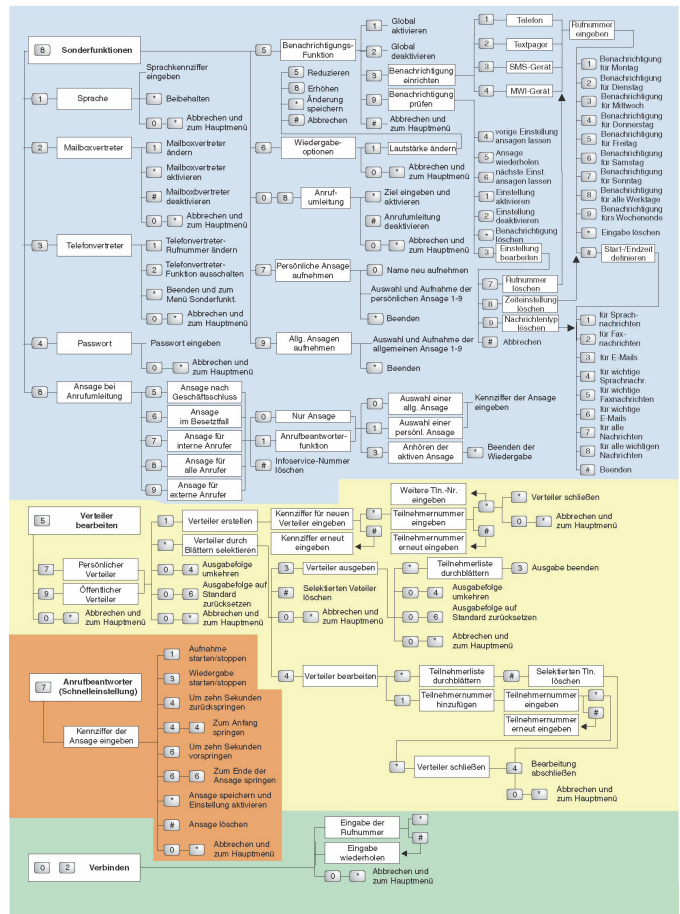 8 Sonderfunktionen
Sprachkennziffer
eingeben
1 Sprache
* Beibehalten
0 * Abbrechen und
zum Hauptmenü
2 Mailboxvertreter
1 Mailboxvertreter
ändern
* Mailboxvertreter
aktivieren
# Mailboxbvertreter
deaktivieren
0 * Abbrechen und
zum Hauptmenü
3 Telefonvertreter
1 Telefonvertreter-
Rufnummer ändern
2 Telefonvertreter-
Funktion ausschalten
* Beenden und zum
Menü Sonderfunkt.
0 * Abbrechen und
zum Hauptmenü
4 Passwort
Passwort eingeben
0 * Abbrechen und
zum Hauptmenü
8 Ansage bei
Anrufumleitung
5 Ansage nach
Geschäftsschluss
6 Ansage
im Besetztfall
7 Ansage für
interne Anrufer
8 Ansage für
alle Anrufer
9 Ansage für
externe Anrufer
0 Nur Ansage
1 Anrufbeantworter-
funktion
# Infoservice-Nummer
löschen
0 Auswahl einer
allg. Ansage
1 Auswahl einer
persönl. Ansage
3 Anhören der
aktiven Ansage
Kennziffer der Ansage
eingeben
* Beenden der
Wiedergabe
5 Benachrichtigungs-
Funktion
1 Global
aktivieren
2 Global
deaktivieren
3 Benachrichtigung
einrichten
9 Benachrichtigung
prüfen
# Abbrechen und
zum Hauptmenü
5 Reduzieren
8 Erhöhen
* Änderung
speichern
# Abbrechen
6 Wiedergabe-
optionen
1 Lautstärke ändern
0 * Abbrechen und
zum Hauptmenü
0 8 Anruf-
umleitung
* Ziel eingeben und
aktivieren
# Anrufumleitung
deaktivieren
0 * Abbrechen und
zum Hauptmenü
7 Persönliche Ansage
aufnehmen
0 Name neu aufnehmen
Auswahl und Aufnahme der
persönlichen Ansage 1-9
* Beenden
9 Allg. Ansagen
aufnehmen
Auswahl und Aufnahme der
allgemeinen Ansage 1-9
* Beenden
1 Telefon
2 Textpager
3 SMS-Gerät
4 MWI-Gerät
4 vorige Einstellung
ansagen lassen
5 Ansage
wiederholen
6 nächste Einst.
ansagen lassen
1 Einstellung
aktivieren
2 Einstellung
deaktivieren
* Benachrichtigung
löschen
3 Einstellung
bearbeiten
7 Rufnummer
löschen
8 Zeiteinstellung
löschen
9 Nachrichtentyp
löschen
# Abbrechen
Rufnummer
eingeben
1 Benachrichtigung
für Montag
2 Benachrichtigung
für Dienstag
3 Benachrichtigung
für Mittwoch
4 Benachrichtigung
für Donnerstag
5 Benachrichtigung
für Freitag
6 Benachrichtigung
für Samstag
7 Benachrichtigung
für Sonntag
8 Benachrichtigung
für alle Werktage
9 Benachrichtigung
fürs Wochenende
* Eingabe löschen
# Start-/Endzeit
definieren
1 für Sprach-
nachrichten
2 für Fax-
nachrichten
3 für E-Mails
4 für wichtige
Sprachnachr.
5 für wichtige
Faxnachrichten
6 für wichtige
E-Mails
7 für alle
Nachrichten
8 für alle wichtigen
Nachrichten
# Beenden
5 Verteiler
bearbeiten
7 Persönlicher
Verteiler
9 Öffentlicher
Verteiler
0 * Abbrechen und
zum Hauptmenü
1 Verteiler erstellen
* Verteiler durch
Blättern selektieren
0 4 Ausgabefolge
umkehren
0 6 Ausgabefolge auf
Standard
zurücksetzen
0 * Abbrechen und
zum Hauptmenü
Kennziffer für neuen
Verteiler eingeben
*
#
Kennziffer erneut
eingeben
Weitere Tln.-Nr.
eingeben
Teilnehmernummer
eingeben
*
#
Teilnehmernummer
erneut eingeben
* Verteiler schließen
0 * Abbrechen und
zum Hauptmenü
3 Verteiler ausgeben
# Selektierten Veteiler
löschen
0 * Abbrechen und
zum Hauptmenü
* Teilnehmerliste
durchblättern
3 Ausgabe beenden
0 4 Ausgabefolge
umkehren
0 6 Ausgabefolge auf
Standard zurücksetzen
0 * Abbrechen und
zum Hauptmenü
4 Verteiler bearbeiten
* Teilnehmerliste
durchblättern
# Selektierten Tln.
löschen
1 Teilnehmernummer
hinzufügen
Teilnehmernummer
eingeben
*
#
Teilnehmernummer
erneut eingeben
* Verteiler schließen
4 Bearbeitung
abschließen
0 * Abbrechen und
zum Hauptmenü
7 Anrufbeantworter
(Schnelleinstellung)
Kennziffer der
Ansage eingeben
1 Aufnahme
starten/stoppen
3 Wiedergabe
starten/stoppen
4 Um zehn Sekunden
zurückspringen
4 4 Zum Anfang
springen
6 Um zehn Sekunden
vorspringen
6 6 Zum Ende der
Ansage springen
* Ansage speichern und
Einstellung aktivieren
# Ansage löschen
0 * Abbrechen und
zum Hauptmenü
0 2 Verbinden
Eingabe der
Rufnummer
*
#
Eingabe
wiederholen
0 * Abbrechen und
zum Hauptmenü